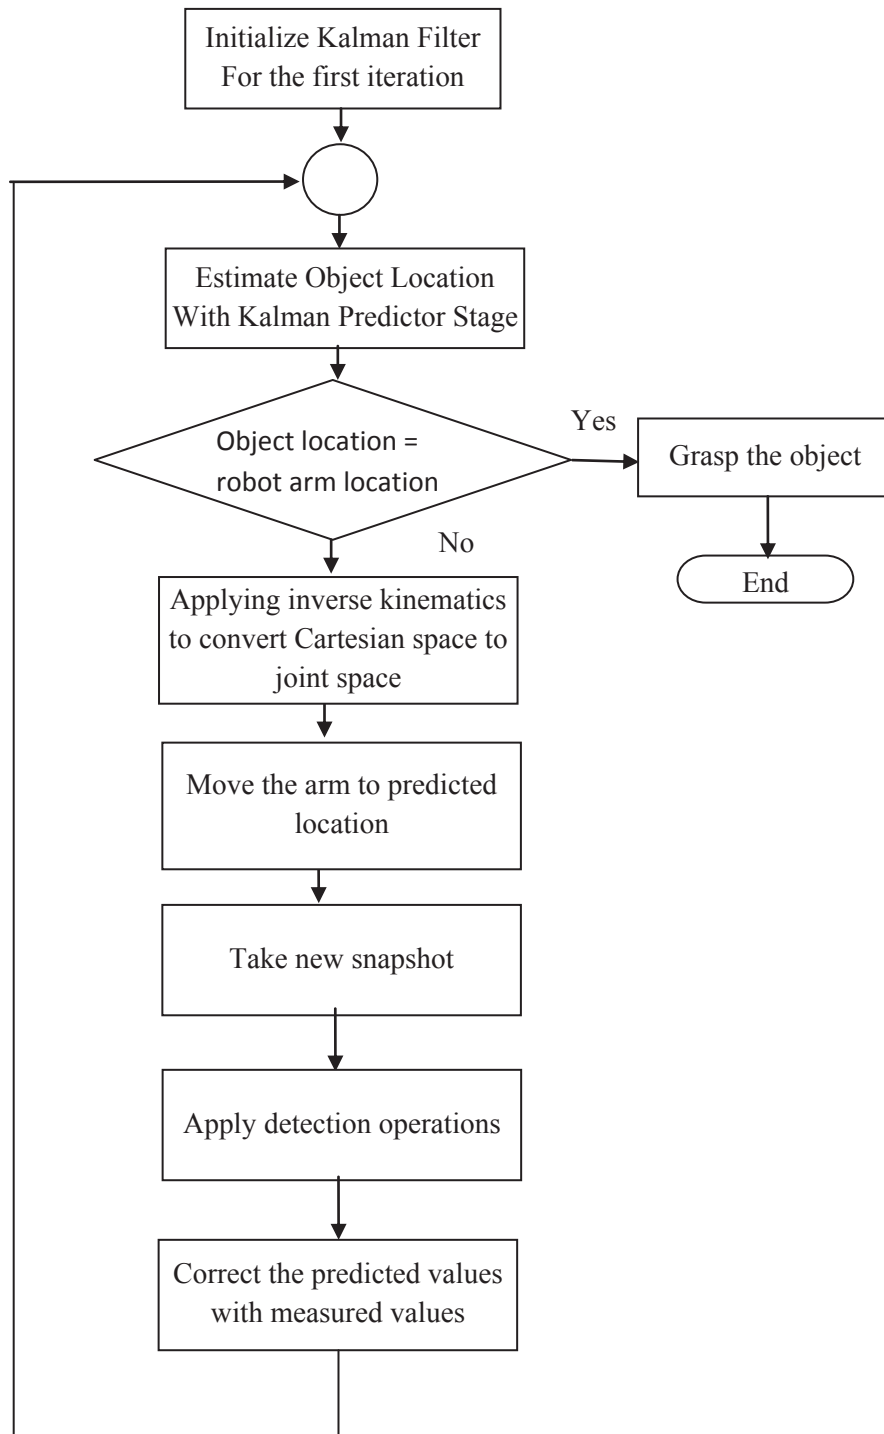 Initialize Kalman Filter
For the first iteration
Estimate Object Location
With Kalman Predictor Stage
Object location =
robot arm location
Yes
Grasp the object
End
No
Applying inverse kinematics
to convert Cartesian space to
joint space
Move the arm to predicted
location
Take new snapshot
Apply detection operations
Correct the predicted values
with measured values